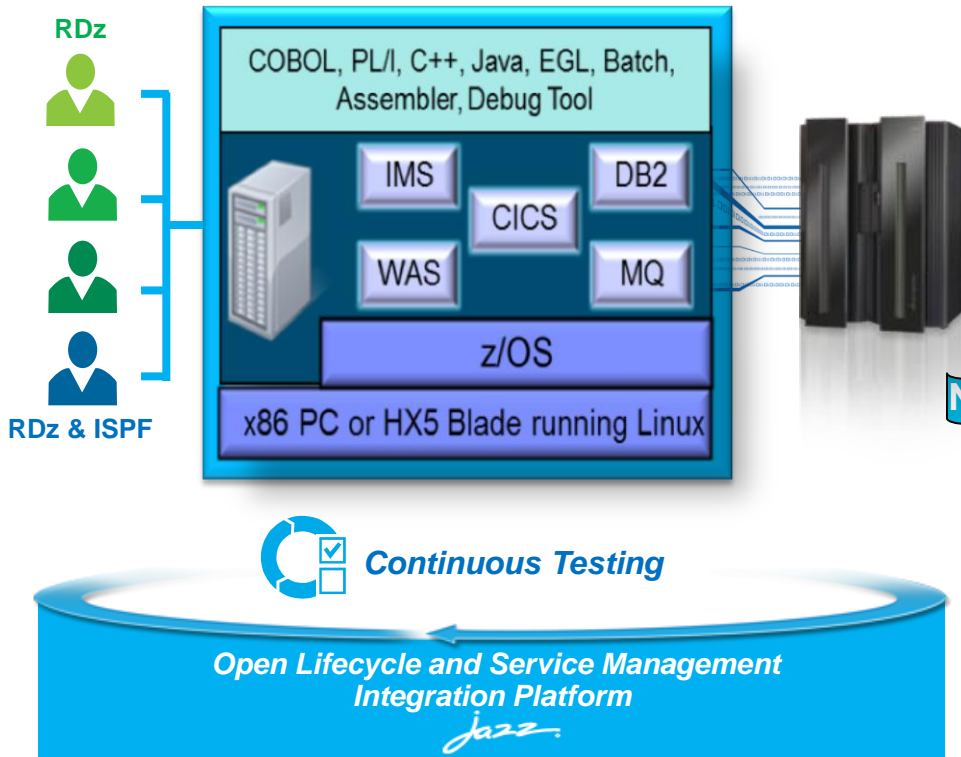 RDz
COBOL, PL/I, C++, Java, EGL, Batch,
Assembler, Debug Tool
IMS
DB2
CICS
WAS
MQ
z/OS
x86 PC or HX5 Blade running Linux
RDz & ISPF
N
Continuous Testing
Open Lifecycle and Service Management
Integration Platform
jazz